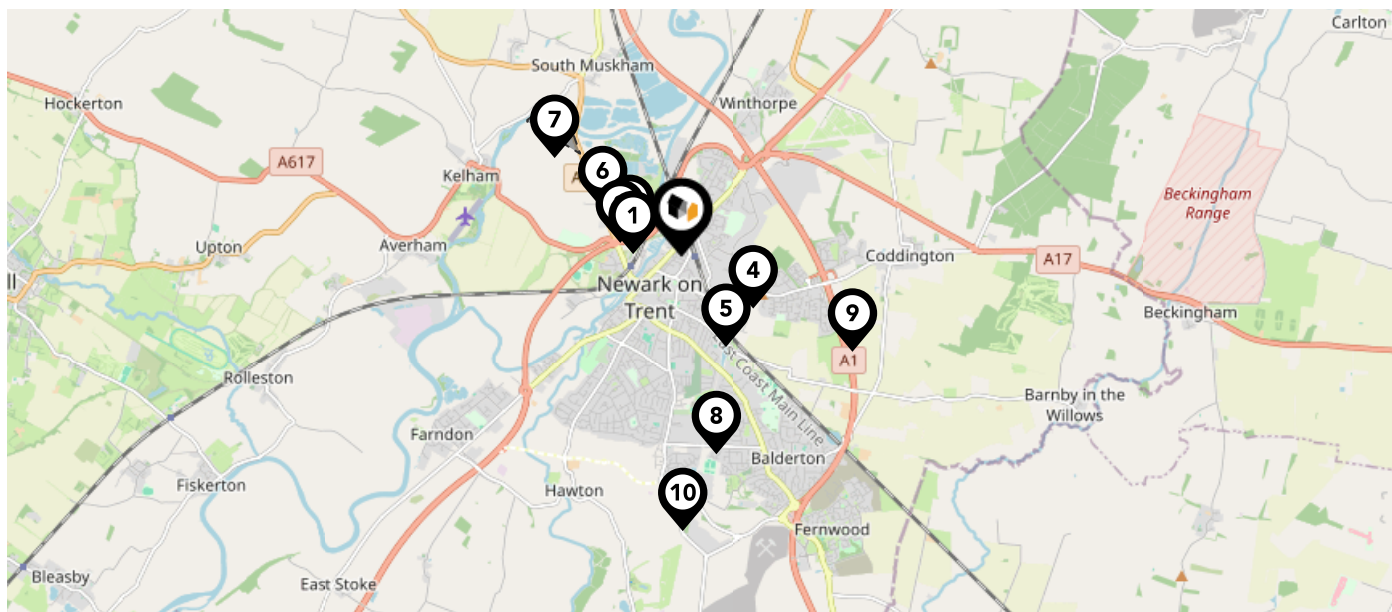 Carlton
South Muskham
Hockerton
Winthorpe
7
A617
6
Kelham
Beckingham
Range
1
Upton
Averham
Coddington
A17
ll
4
Newark on
Trent
5
9
Beckingham
East Coast Main Line
A1
Rolleston
Barnby in the
Willows
8
Farndon
Balderton
Fiskerton
Hawton
10
Fernwood
Bleasby
East Stoke